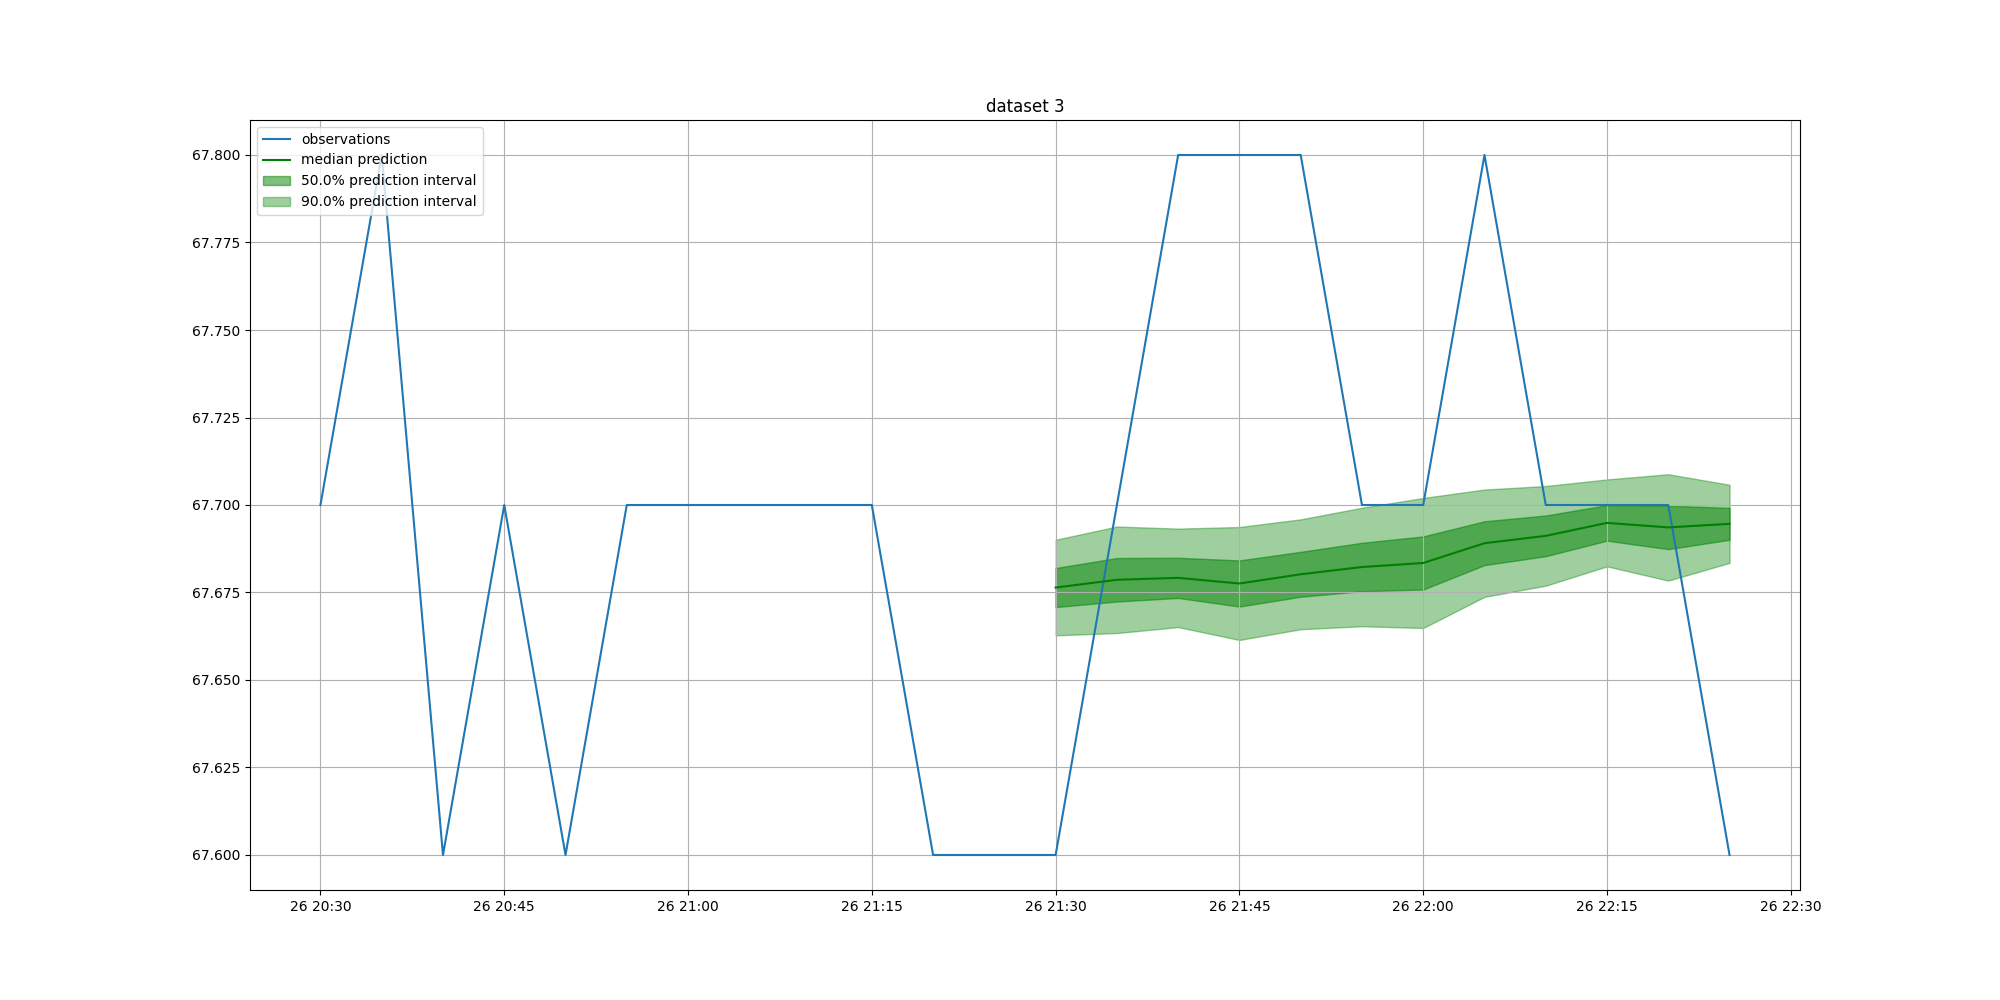 dataset 3
observations
median prediction
50.0% prediction interval
90.0% prediction interval
67.800
67.775
67.750
67.725
67.700
67.675
67.650
67.625
67.600
26 20:30 26 20:45 26 21:00 26 21:15 26 21:30 26 21:45 26 22:00 26 22:15 26 22:30